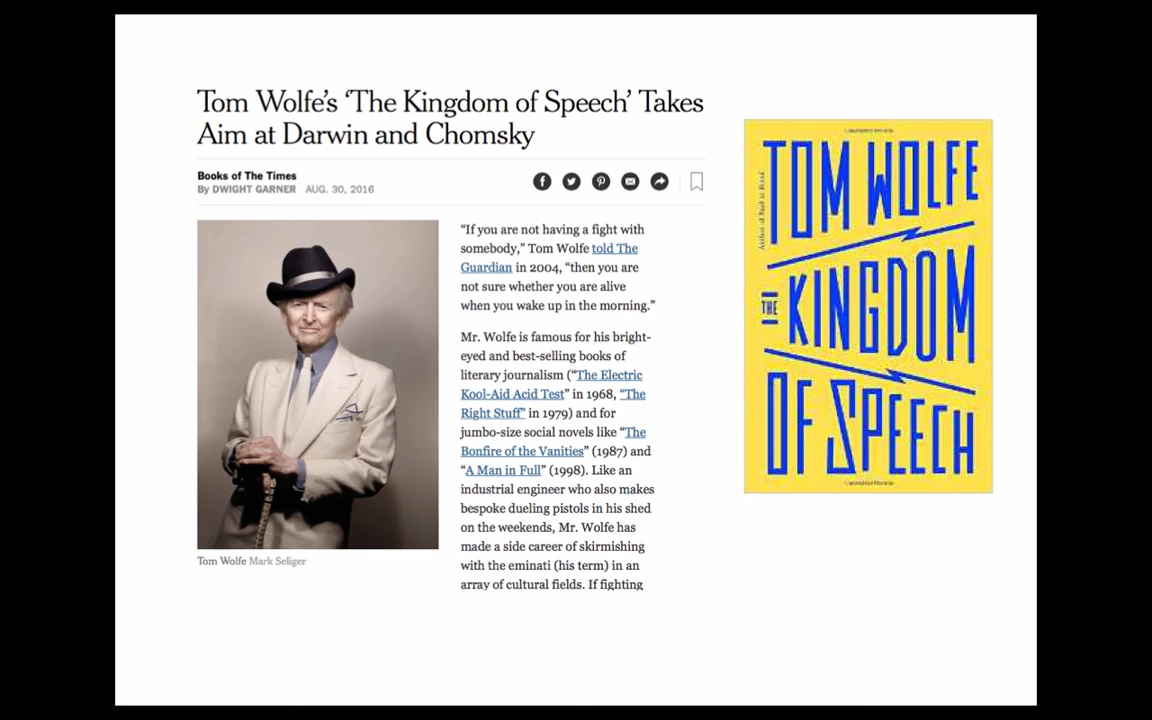 Tom Wolfe’s ‘The Kingdom of Speech’ Takes
Aim at Darwin and Chomsky
Books of The Times
By DWIGHT GARNER AUG. 30, 2016
“If you are not having a fight with
somebody,” Tom Wolfe told The
Guardian in 2004, “then you are
not sure whether you are alive
when you wake up in the morning.”
Mr. Wolfe is famous for his bright-
eyed and best-selling books of
literary journalism (“The Electric
Kool-Aid Acid Test” in 1968, “The
Right Stuff” in 1979) and for
jumbo-size social novels like “The
Bonfire of the Vanities” (1987) and
“A Man in Full” (1998). Like an
industrial engineer who also makes
bespoke dueling pistols in his shed
on the weekends, Mr. Wolfe has
made a side career of skirmishing
with the eminati (his term) in an
array of cultural fields. If fighting
Tom Wolfe Mark Seliger
TOM WOLFE
THE
KINGDOM
OF SPEECH